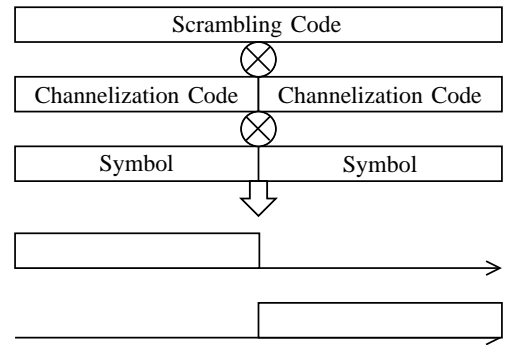 Scrambling Code
Channelization Code Channelization Code
Symbol Symbol